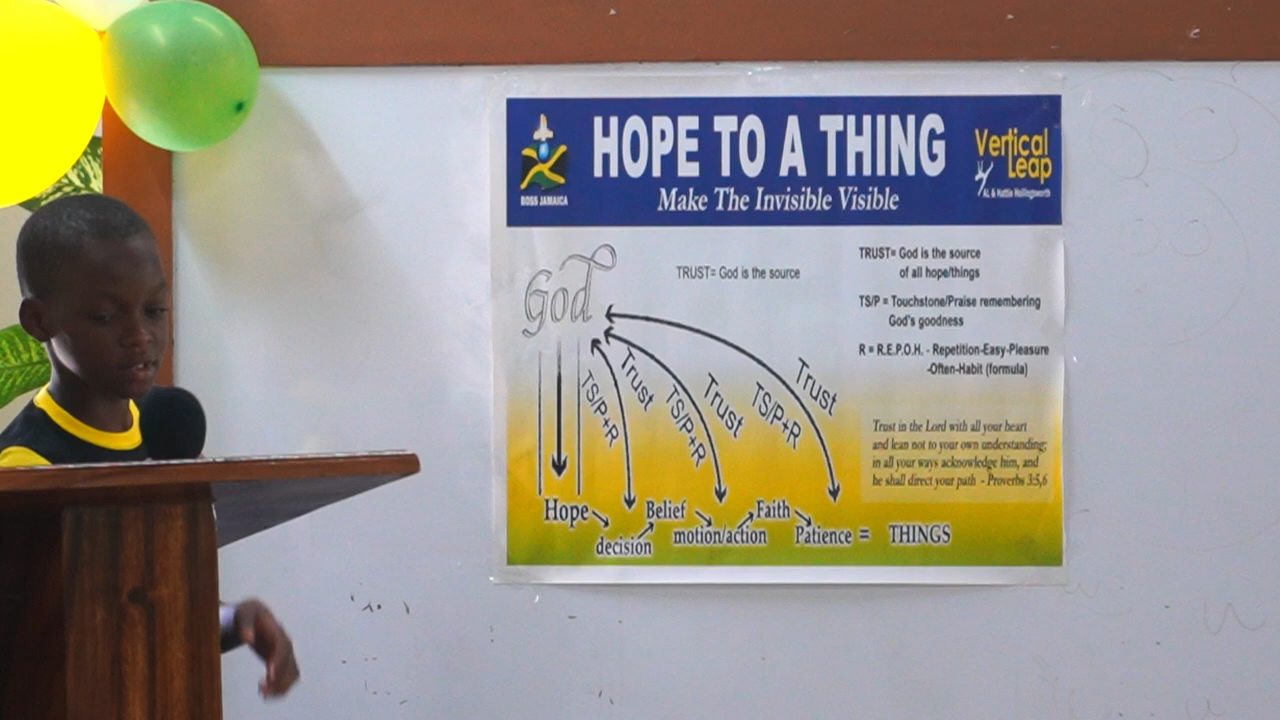 HOPE TO A THING
Make The Invisible Visible
BOSS JAMAICA
Vertical
Leap
AL & Hattie Hollingsworth
God
TRUST= God is the source
TRUST= God is the source
of all hope/things
TS/P = Touchstone/Praise remembering
God's goodness
R = R.E.P.O.H. - Repetition-Easy-Pleasure
-Often-Habit (formula)
TS/P+R
Trust
TS/P+R
Trust
TS/P+R
Trust
Trust in the Lord with all your heart
and lean not to your own understanding;
in all your ways acknowledge him, and
he shall direct your path - Proverbs 3:5,6
Hope
decision
Belief
motion/action
Faith
Patience = THINGS